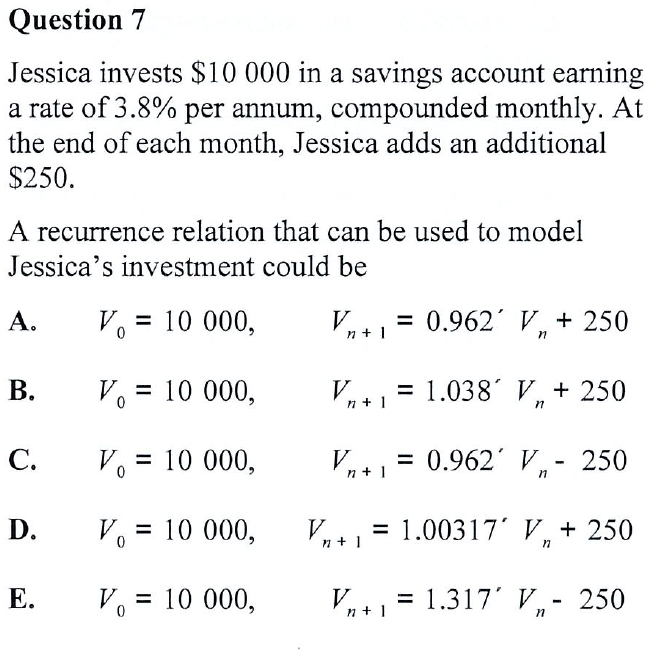 Question 7
Jessica invests $10 000 in a savings account earning
a rate of 3.8% per annum, compounded monthly. At
the end of each month, Jessica adds an additional
$250.
A recurrence relation that can be used to model
Jessica's investment could be
A. V₀ = 10 000, Vₙ₊₁ = 0.962´ Vₙ + 250
B. V₀ = 10 000, Vₙ₊₁ = 1.038´ Vₙ + 250
C. V₀ = 10 000, Vₙ₊₁ = 0.962´ Vₙ - 250
D. V₀ = 10 000, Vₙ₊₁ = 1.00317´ Vₙ + 250
E. V₀ = 10 000, Vₙ₊₁ = 1.317´ Vₙ - 250